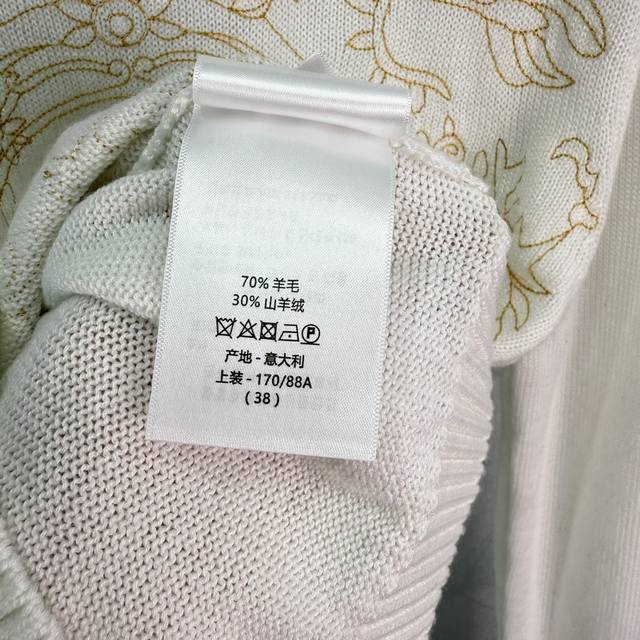 70% 羊毛
30% 山羊绒
产地 - 意大利
上装 - 170/88A
( 38 )